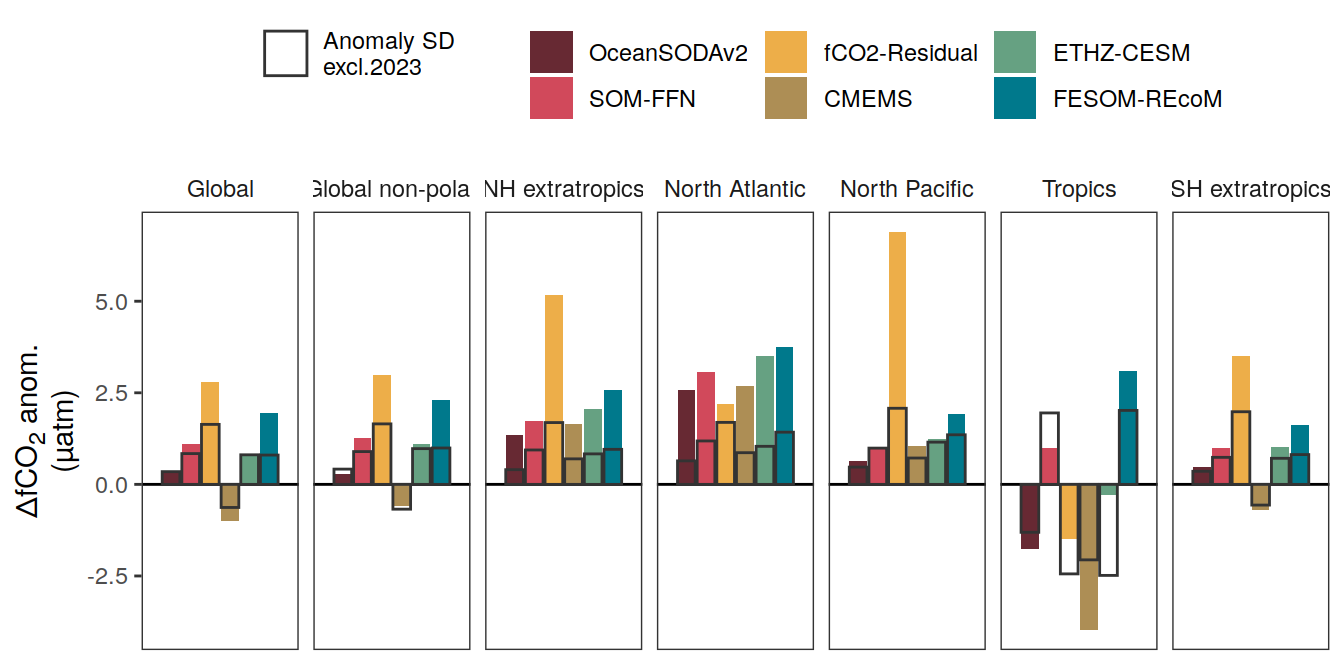 Anomaly SD
excl.2023
OceanSODAv2
fCO2-Residual
ETHZ-CESM
SOM-FFN
CMEMS
FESOM-REcoM
Global
Global non-pola
NH extratropics
North Atlantic
North Pacific
Tropics
SH extratropics
5.0
2.5
0.0
-2.5
ΔfCO₂ anom.
(µatm)